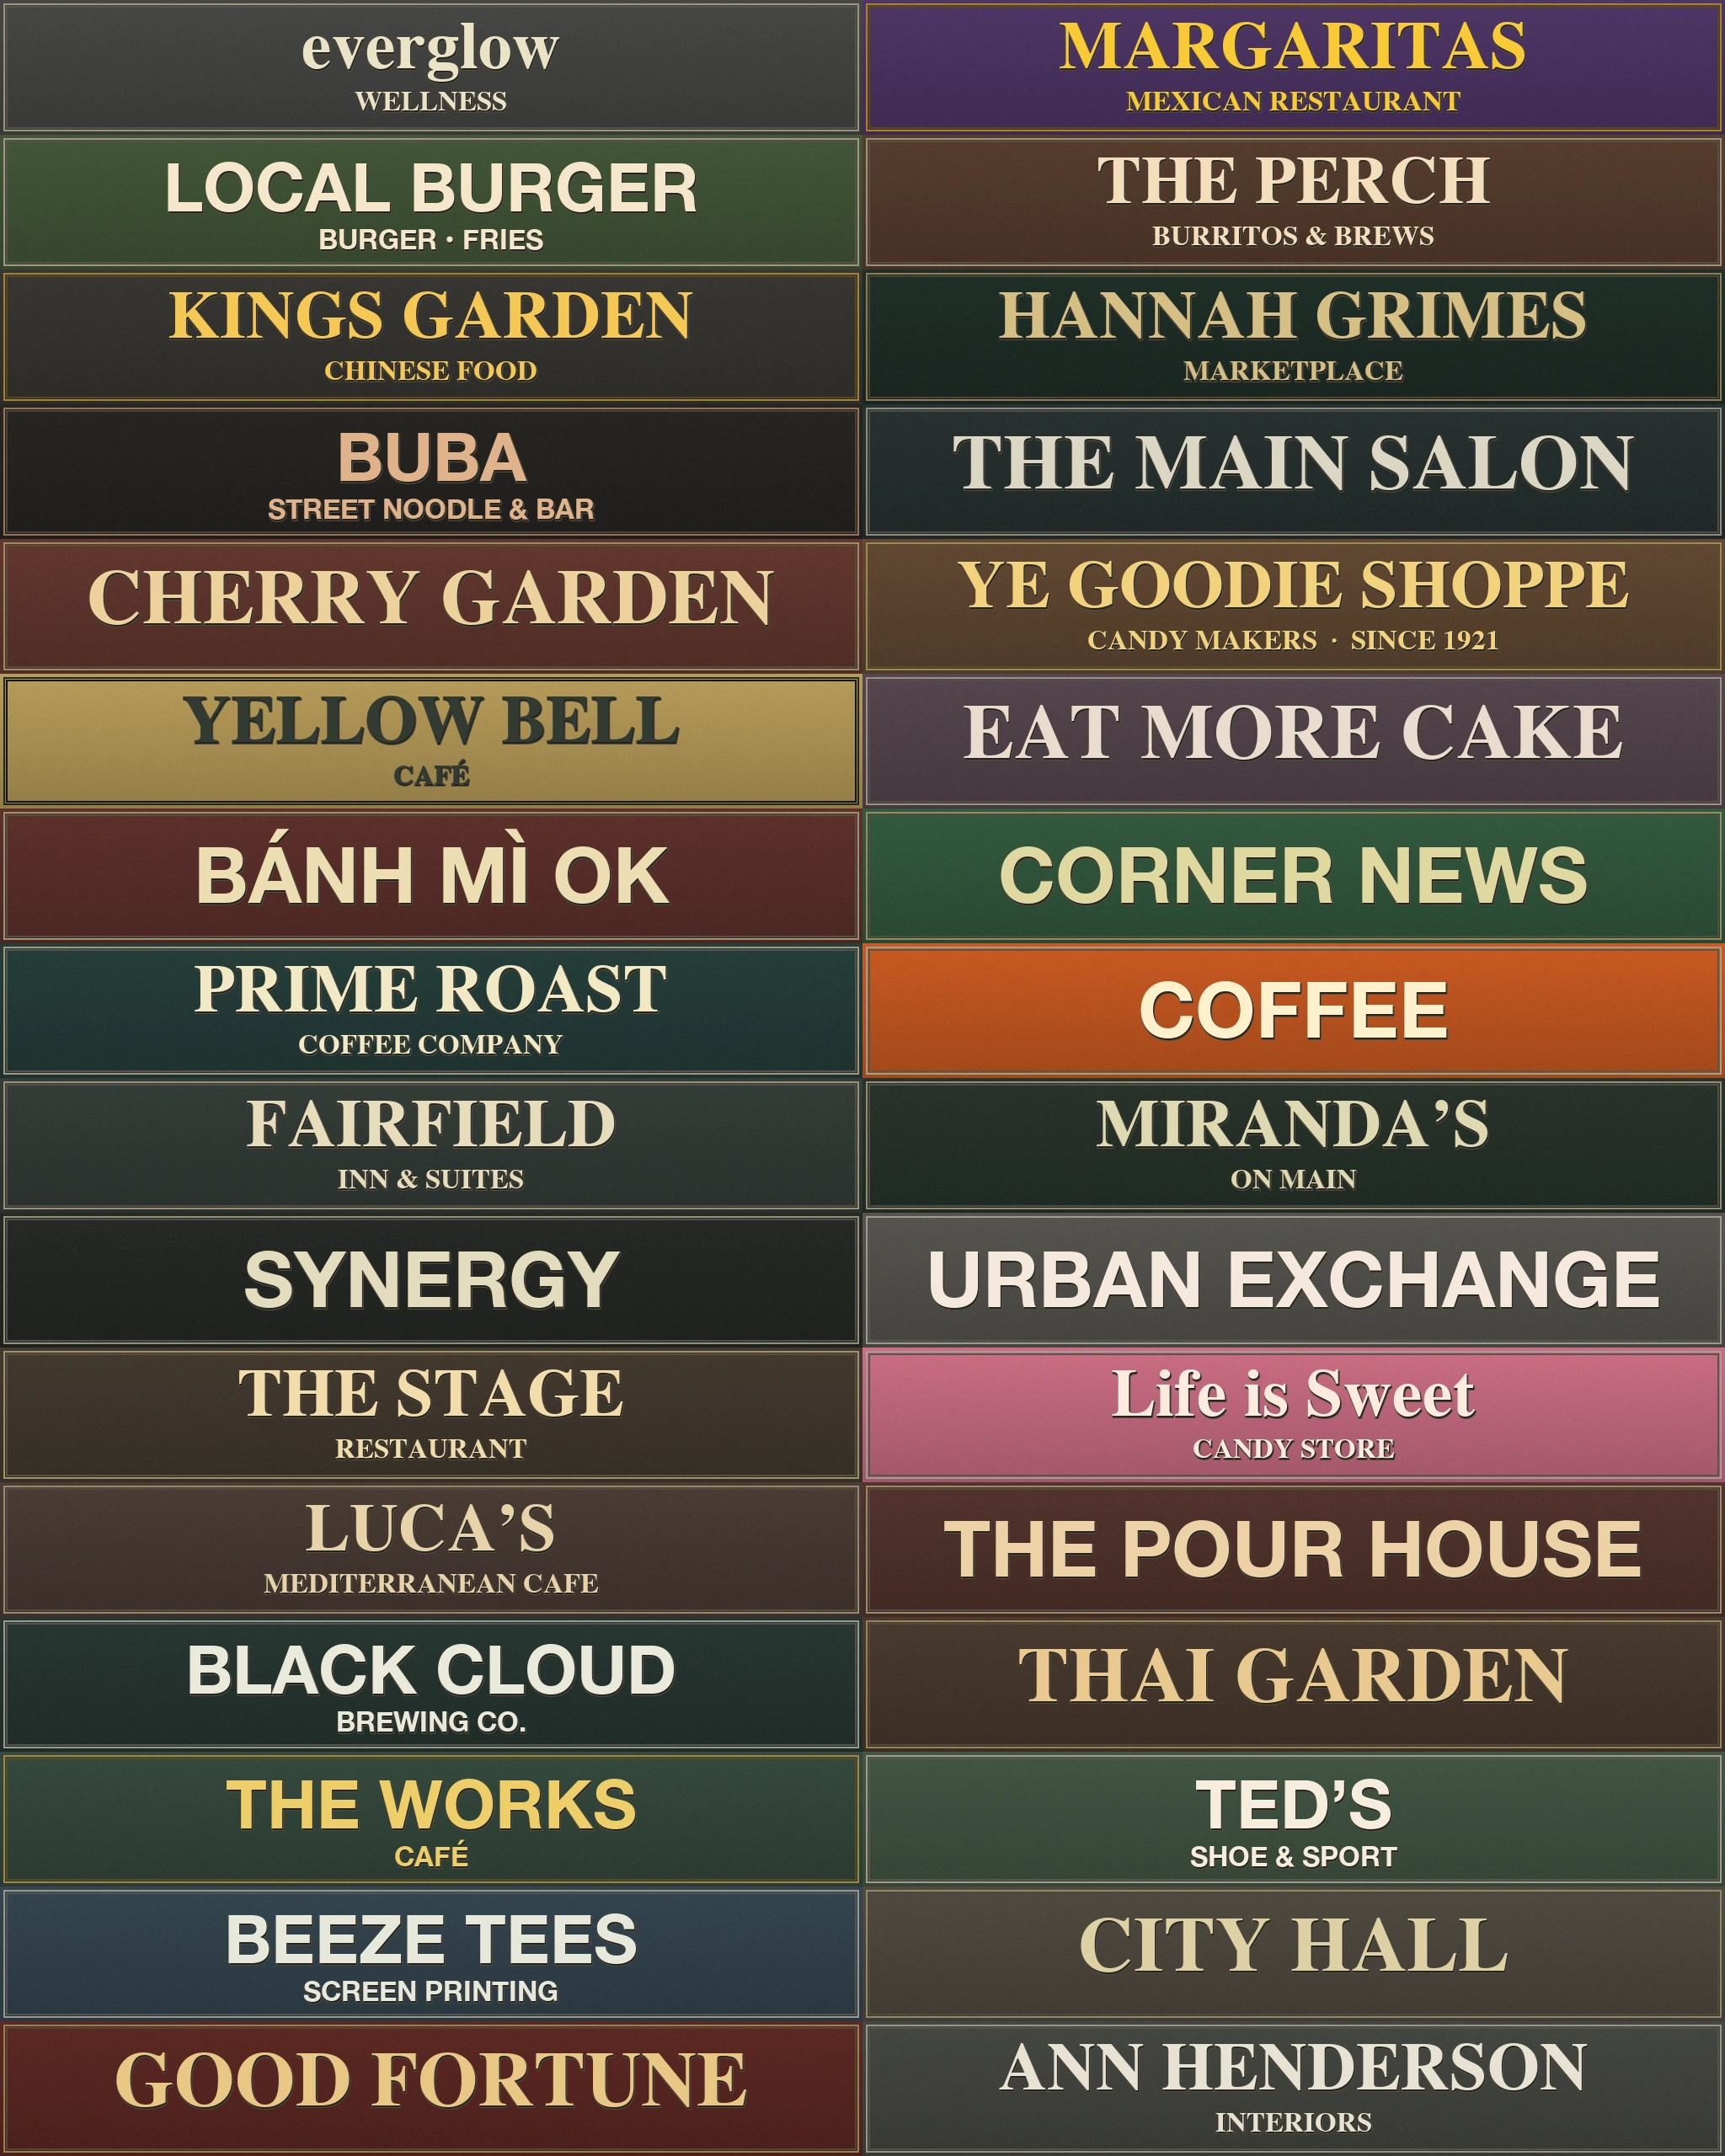 everglow
WELLNESS
MARGARITAS
MEXICAN RESTAURANT
LOCAL BURGER
BURGER • FRIES
THE PERCH
BURRITOS & BREWS
KINGS GARDEN
CHINESE FOOD
HANNAH GRIMES
MARKETPLACE
BUBA
STREET NOODLE & BAR
THE MAIN SALON
CHERRY GARDEN
YE GOODIE SHOPPE
CANDY MAKERS · SINCE 1921
YELLOW BELL
CAFÉ
EAT MORE CAKE
BÁNH MÌ OK
CORNER NEWS
PRIME ROAST
COFFEE COMPANY
COFFEE
FAIRFIELD
INN & SUITES
MIRANDA’S
ON MAIN
SYNERGY
URBAN EXCHANGE
THE STAGE
RESTAURANT
Life is Sweet
CANDY STORE
LUCA’S
MEDITERRANEAN CAFE
THE POUR HOUSE
BLACK CLOUD
BREWING CO.
THAI GARDEN
THE WORKS
CAFÉ
TED’S
SHOE & SPORT
BEEZE TEES
SCREEN PRINTING
CITY HALL
GOOD FORTUNE
ANN HENDERSON
INTERIORS